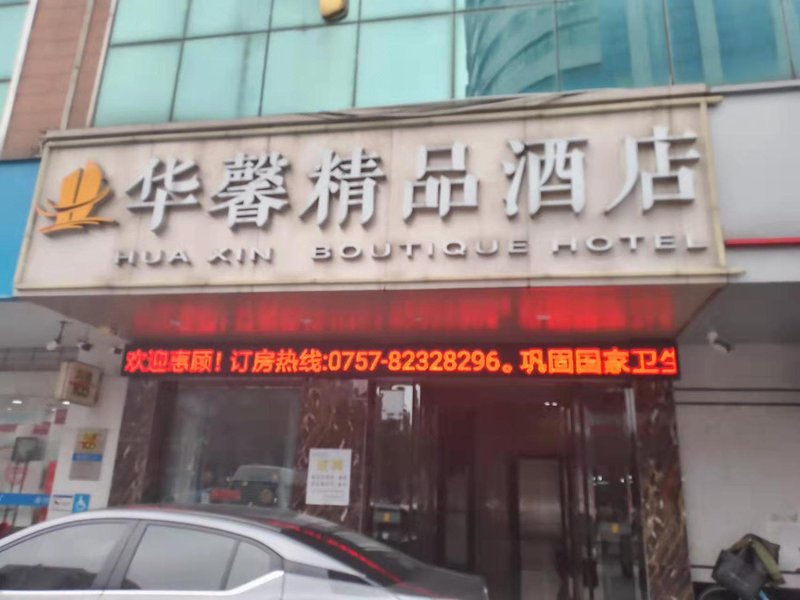 华馨精品酒店
HUA XIN BOUTIQUE HOTEL
欢迎惠顾！订房热线:0757-82328296。巩固国家卫生